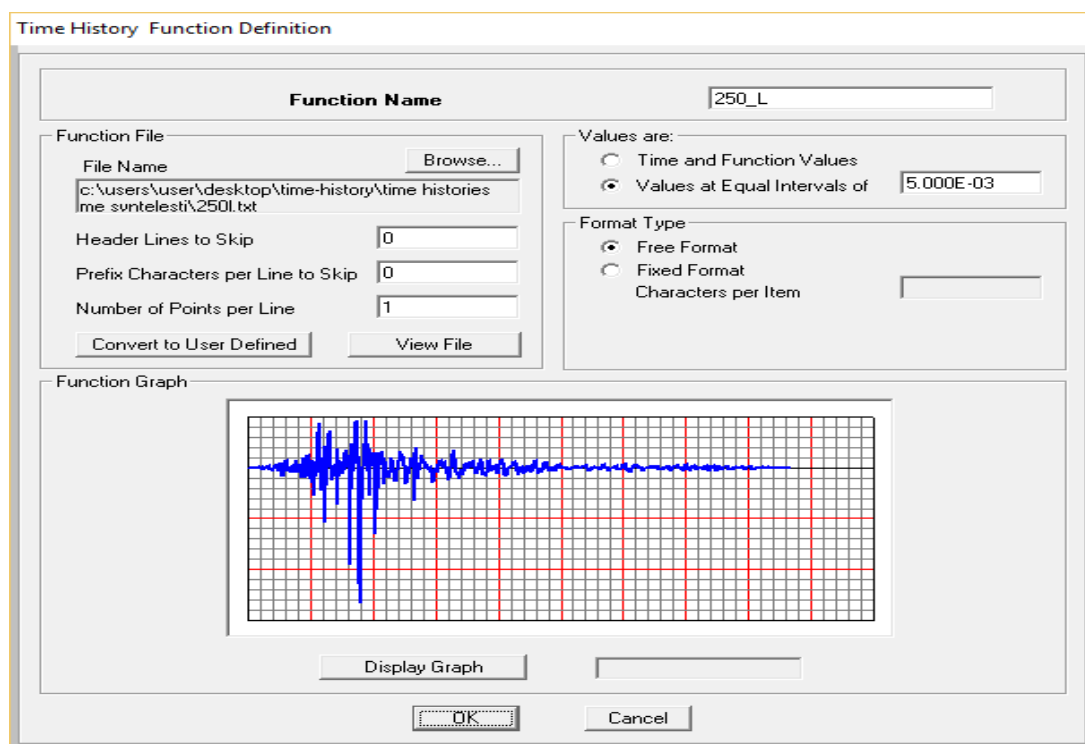 Time History Function Definition
Function Name
250_L
Function File
File Name
Browse...
c:\users\user\desktop\time-history\time histories
me syntelesti\250l.txt
Header Lines to Skip
0
Prefix Characters per Line to Skip
0
Number of Points per Line
1
Convert to User Defined
View File
Values are:
Time and Function Values
Values at Equal Intervals of
5.000E-03
Format Type
Free Format
Fixed Format
Characters per Item
Function Graph
Display Graph
OK
Cancel